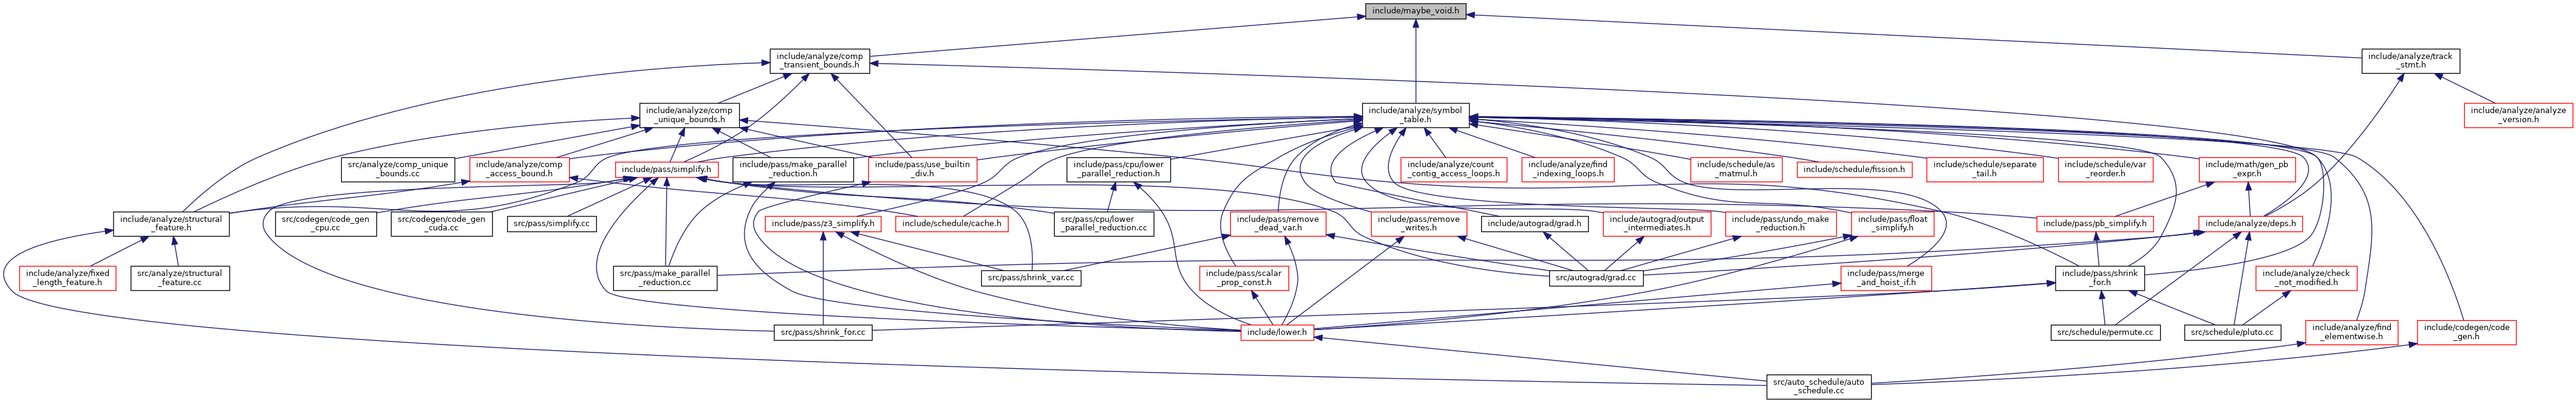 include/maybe_void.h
include/analyze/comp
_transient_bounds.h
include/analyze/track
_stmt.h
include/analyze/comp
_unique_bounds.h
include/analyze/symbol
_table.h
include/analyze/analyze
_version.h
src/analyze/comp_unique
_bounds.cc
include/analyze/comp
_access_bound.h
include/pass/simplify.h
include/pass/make_parallel
_reduction.h
include/pass/use_builtin
_div.h
include/pass/cpu/lower
_parallel_reduction.h
include/analyze/count
_contig_access_loops.h
include/analyze/find
_indexing_loops.h
include/schedule/as
_matmul.h
include/schedule/fission.h
include/schedule/separate
_tail.h
include/schedule/var
_reorder.h
include/math/gen_pb
_expr.h
include/analyze/structural
_feature.h
src/codegen/code_gen
_cpu.cc
src/codegen/code_gen
_cuda.cc
src/pass/simplify.cc
include/pass/z3_simplify.h
include/schedule/cache.h
src/pass/cpu/lower
_parallel_reduction.cc
include/pass/remove
_dead_var.h
include/pass/remove
_writes.h
include/autograd/grad.h
include/autograd/output
_intermediates.h
include/pass/undo_make
_reduction.h
include/pass/float
_simplify.h
include/pass/pb_simplify.h
include/analyze/deps.h
include/analyze/fixed
_length_feature.h
src/analyze/structural
_feature.cc
src/pass/make_parallel
_reduction.cc
src/pass/shrink_var.cc
include/pass/scalar
_prop_const.h
src/autograd/grad.cc
include/pass/merge
_and_hoist_if.h
include/pass/shrink
_for.h
include/analyze/check
_not_modified.h
src/pass/shrink_for.cc
include/lower.h
src/schedule/permute.cc
src/schedule/pluto.cc
include/analyze/find
_elementwise.h
include/codegen/code
_gen.h
src/auto_schedule/auto
_schedule.cc